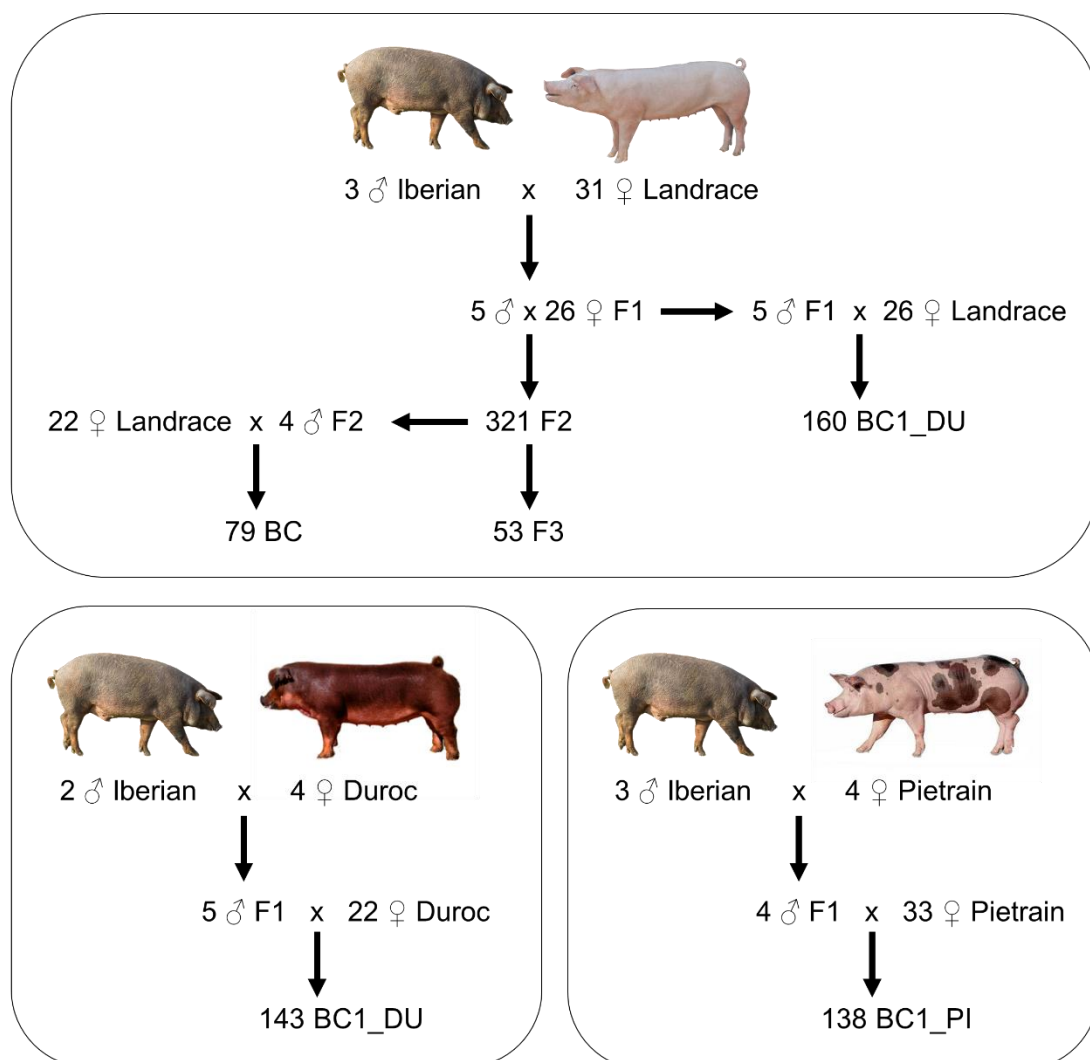 3 ♂ Iberian x 31 ♀ Landrace
5 ♂ x 26 ♀ F1 5 ♂ F1 x 26 ♀ Landrace
22 ♀ Landrace x 4 ♂ F2 321 F2 160 BC1_DU
79 BC 53 F3
2 ♂ Iberian x 4 ♀ Duroc
5 ♂ F1 x 22 ♀ Duroc
143 BC1_DU
3 ♂ Iberian x 4 ♀ Pietrain
4 ♂ F1 x 33 ♀ Pietrain
138 BC1_PI